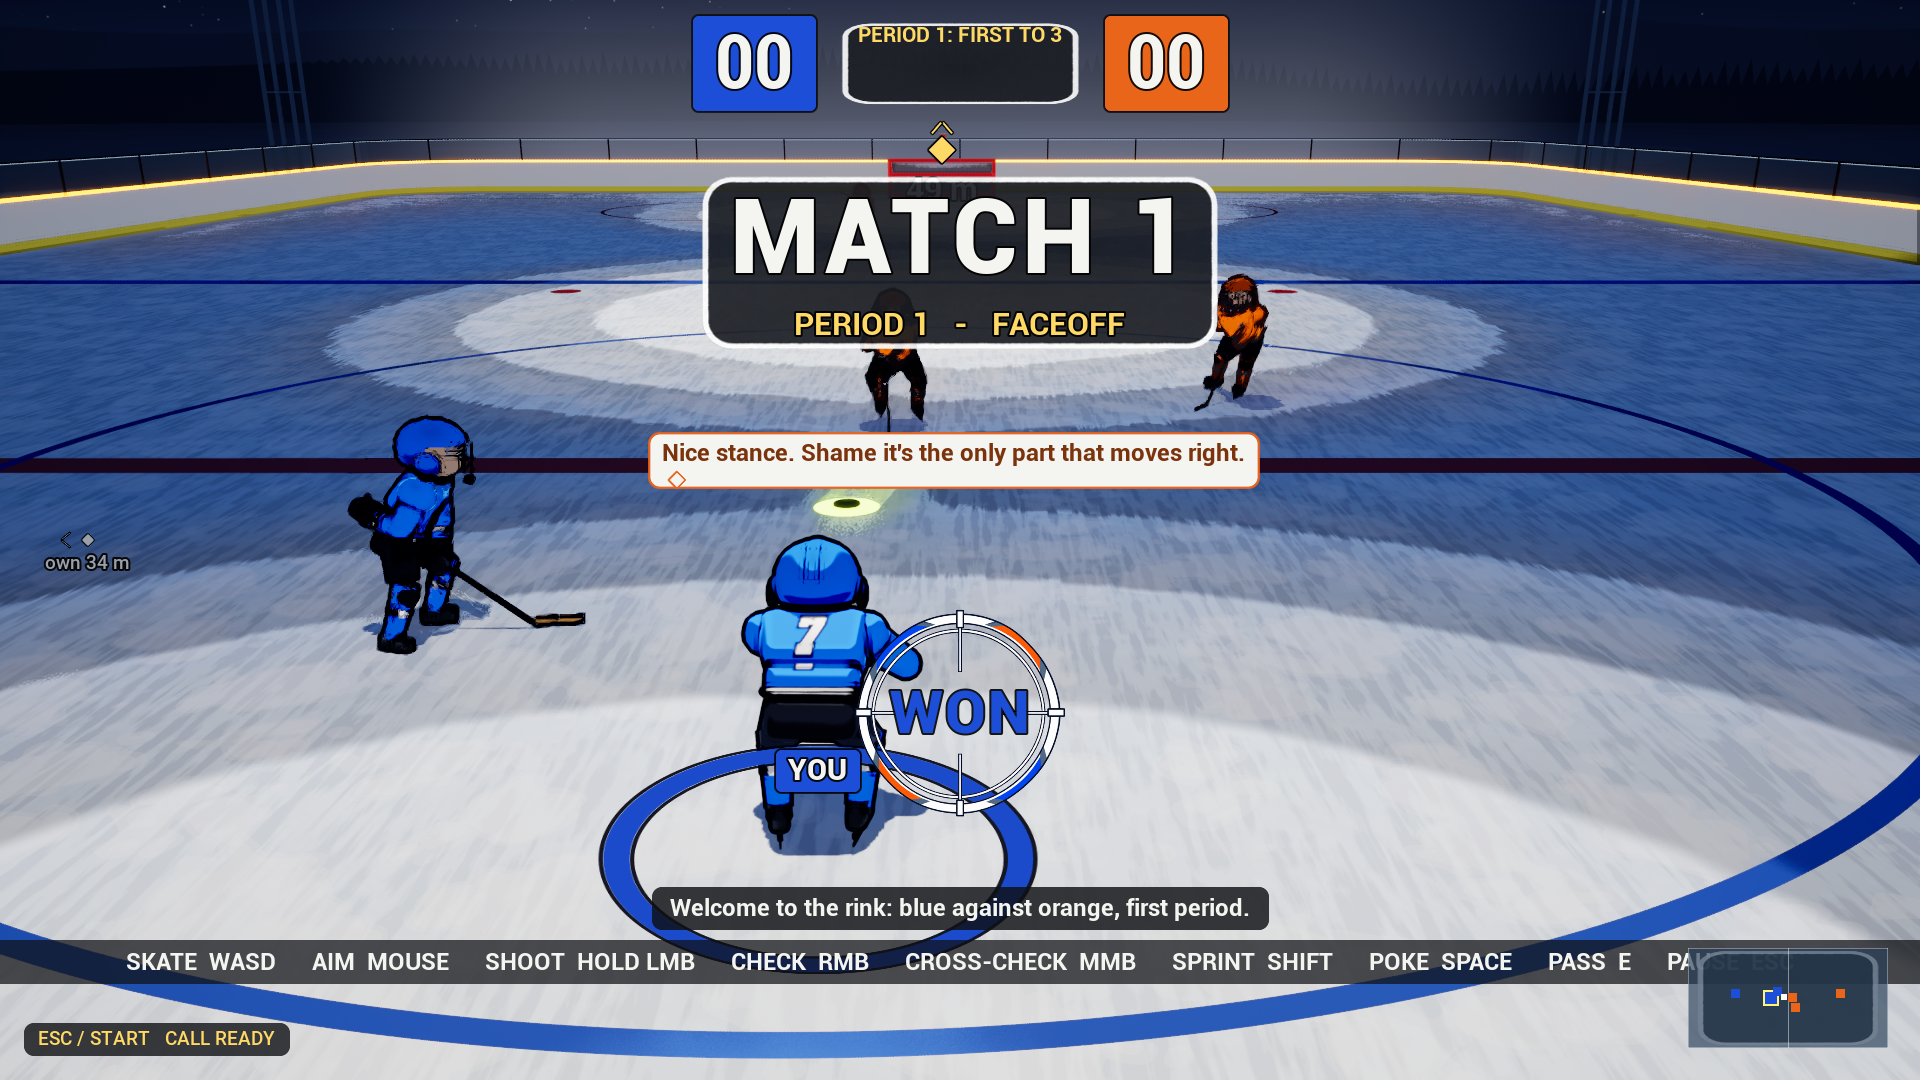 00
PERIOD 1: FIRST TO 3
00
49 m
MATCH 1
PERIOD 1 - FACEOFF
Nice stance. Shame it's the only part that moves right.
own 34 m
7
WON
YOU
Welcome to the rink: blue against orange, first period.
SKATE WASD AIM MOUSE SHOOT HOLD LMB CHECK RMB CROSS-CHECK MMB SPRINT SHIFT POKE SPACE PASS E PAUSE ESC
ESC / START CALL READY